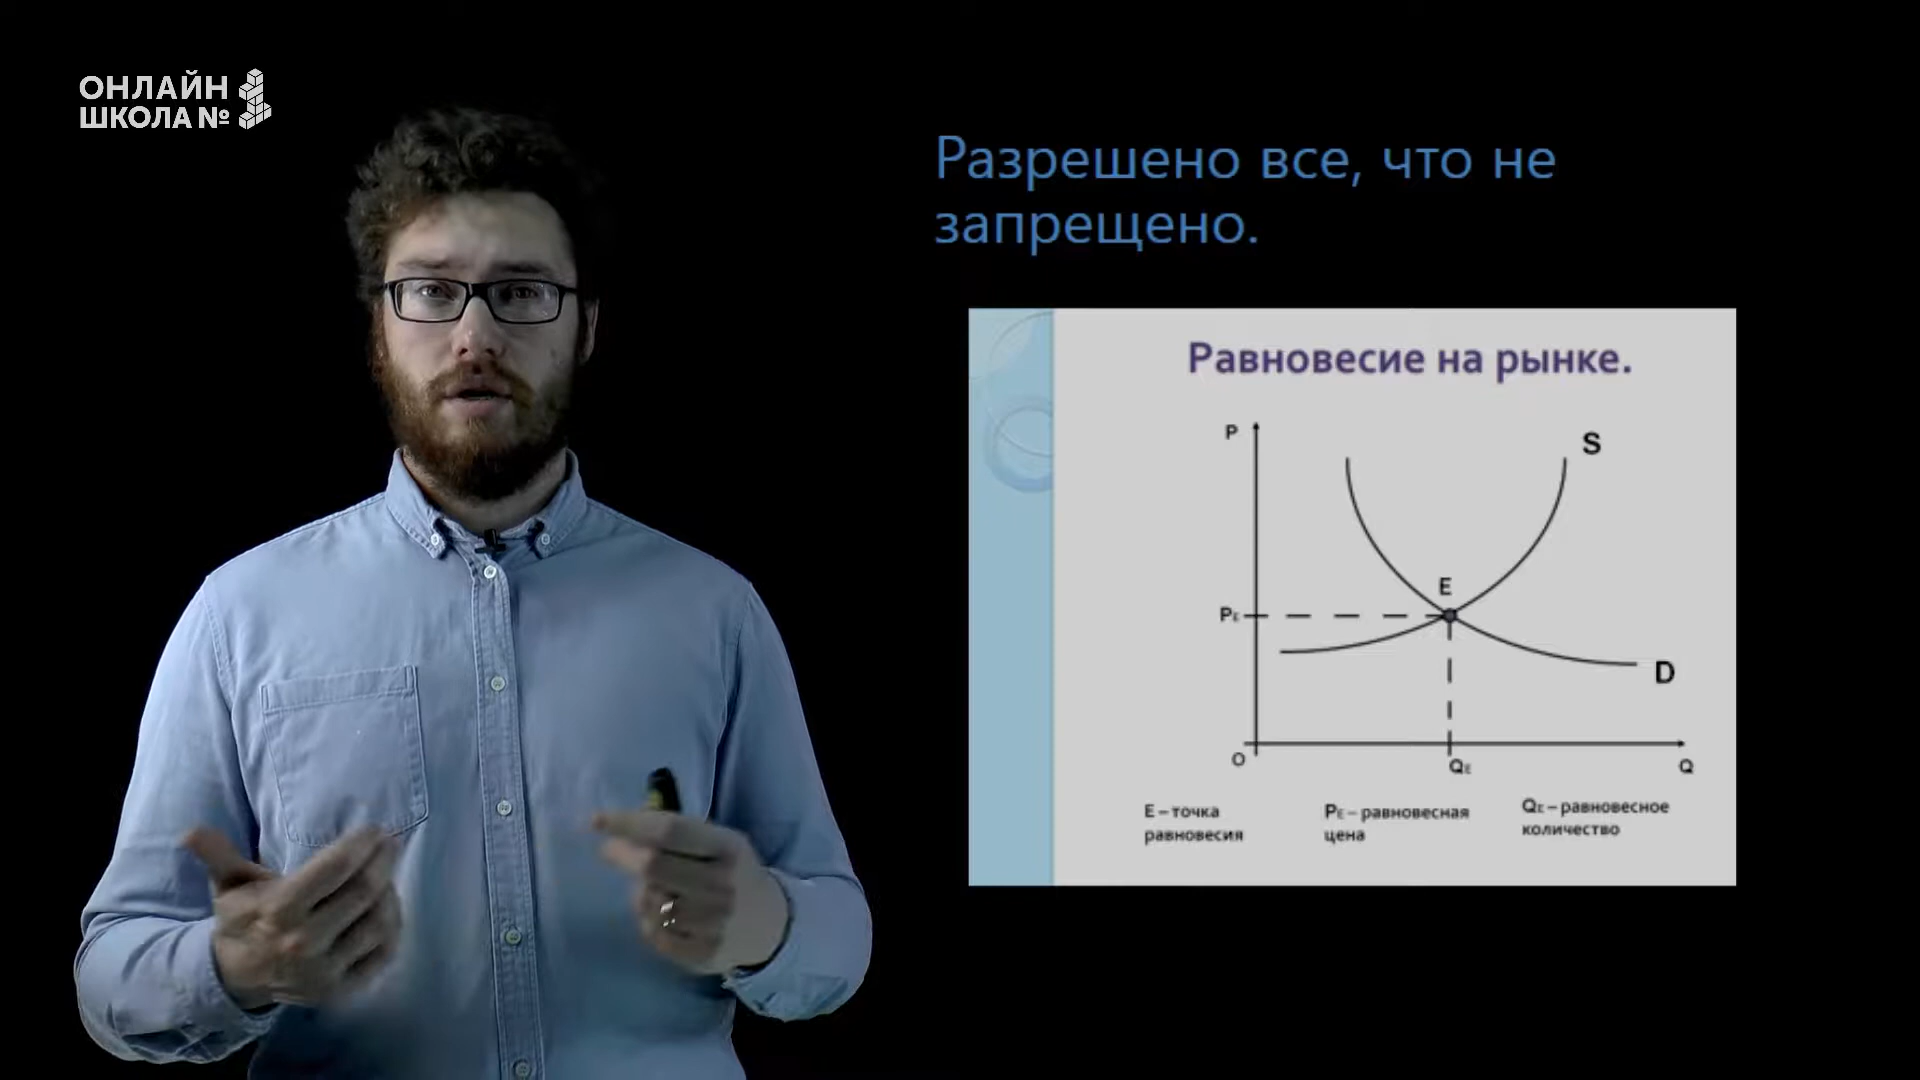 ОНЛАЙН
ШКОЛА №1
Разрешено все, что не
запрещено.
Равновесие на рынке.
P
S
E
PE
D
O
QE
Q
E – точка
равновесия
PE – равновесная
цена
QE – равновесное
количество